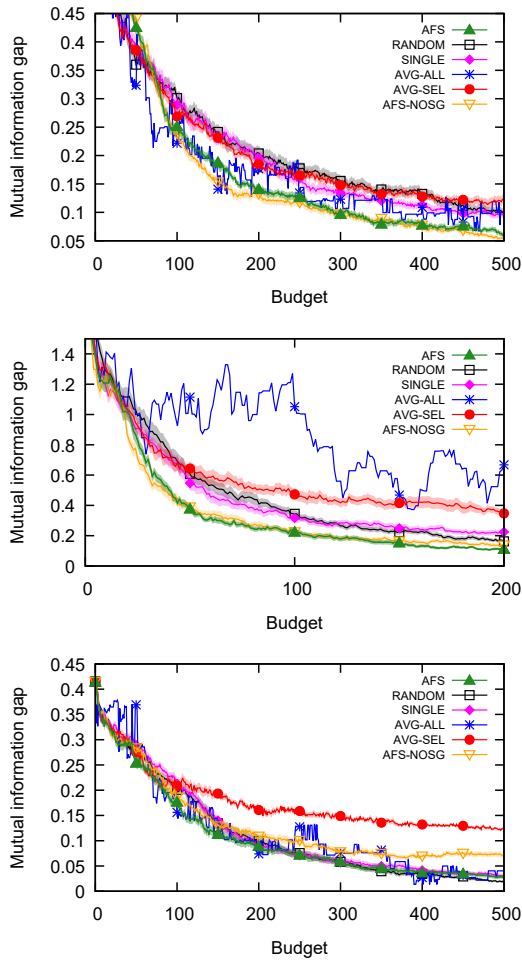 0.45
0.4
0.35
0.3
0.25
0.2
0.15
0.1
0.05
Mutual information gap
AFS
RANDOM
SINGLE
AVG-ALL
AVG-SEL
AFS-NOSG
0 100 200 300 400 500
Budget
1.4
1.2
1
0.8
0.6
0.4
0.2
0
Mutual information gap
AFS
RANDOM
SINGLE
AVG-ALL
AVG-SEL
AFS-NOSG
0 100 200
Budget
0.45
0.4
0.35
0.3
0.25
0.2
0.15
0.1
0.05
0
Mutual information gap
AFS
RANDOM
SINGLE
AVG-ALL
AVG-SEL
AFS-NOSG
0 100 200 300 400 500
Budget